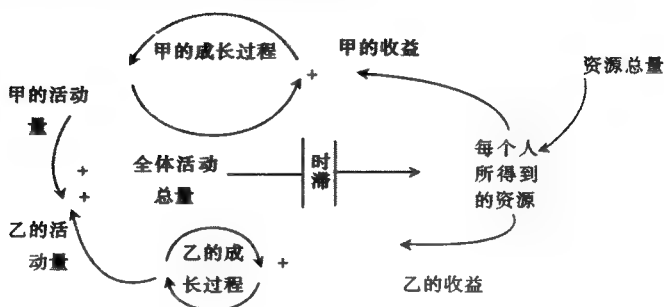 甲的成长过程
+
甲的收益
资源总量
甲的活动
量
+
+
全体活动
总量
时滞
每个人
所得到
的资源
乙的活
动量
乙的成
长过程
+
乙的收益